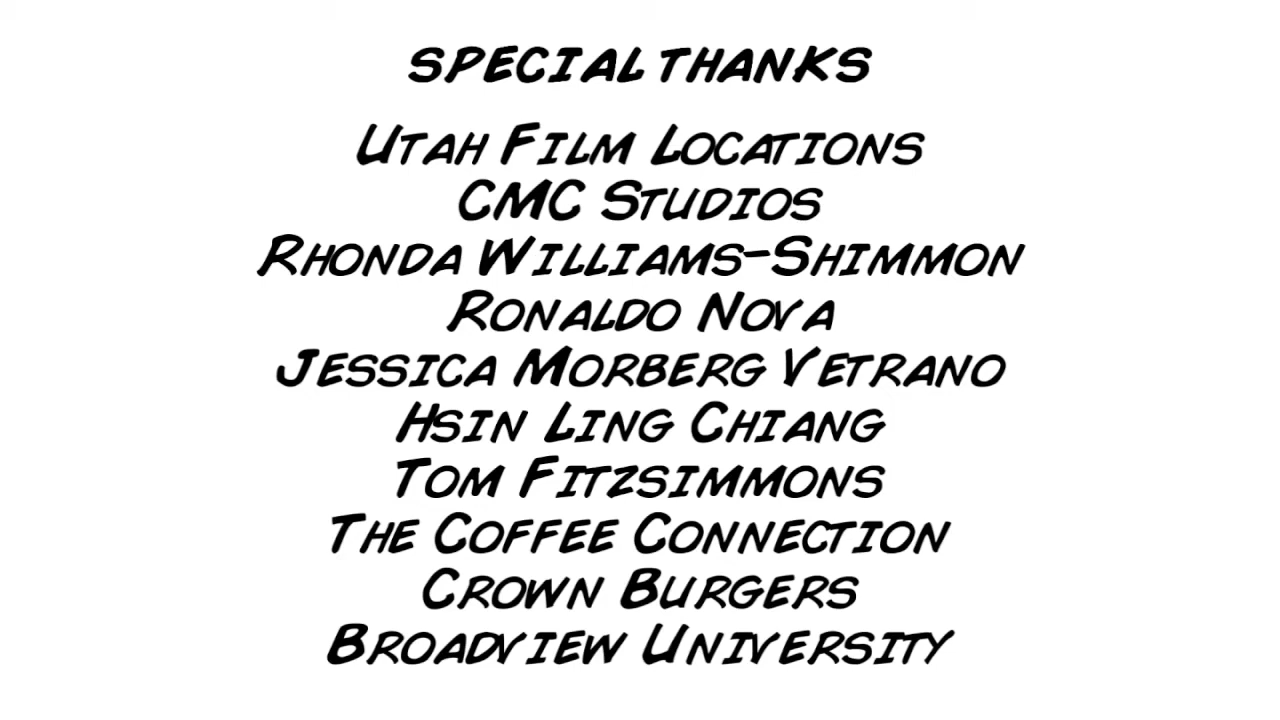 SPECIAL THANKS
UTAH FILM LOCATIONS
CMC STUDIOS
RHONDA WILLIAMS-SHIMMON
RONALDO NOVA
JESSICA MORBERG VETRANO
HSIN LING CHIANG
TOM FITZSIMMONS
THE COFFEE CONNECTION
CROWN BURGERS
BROADVIEW UNIVERSITY